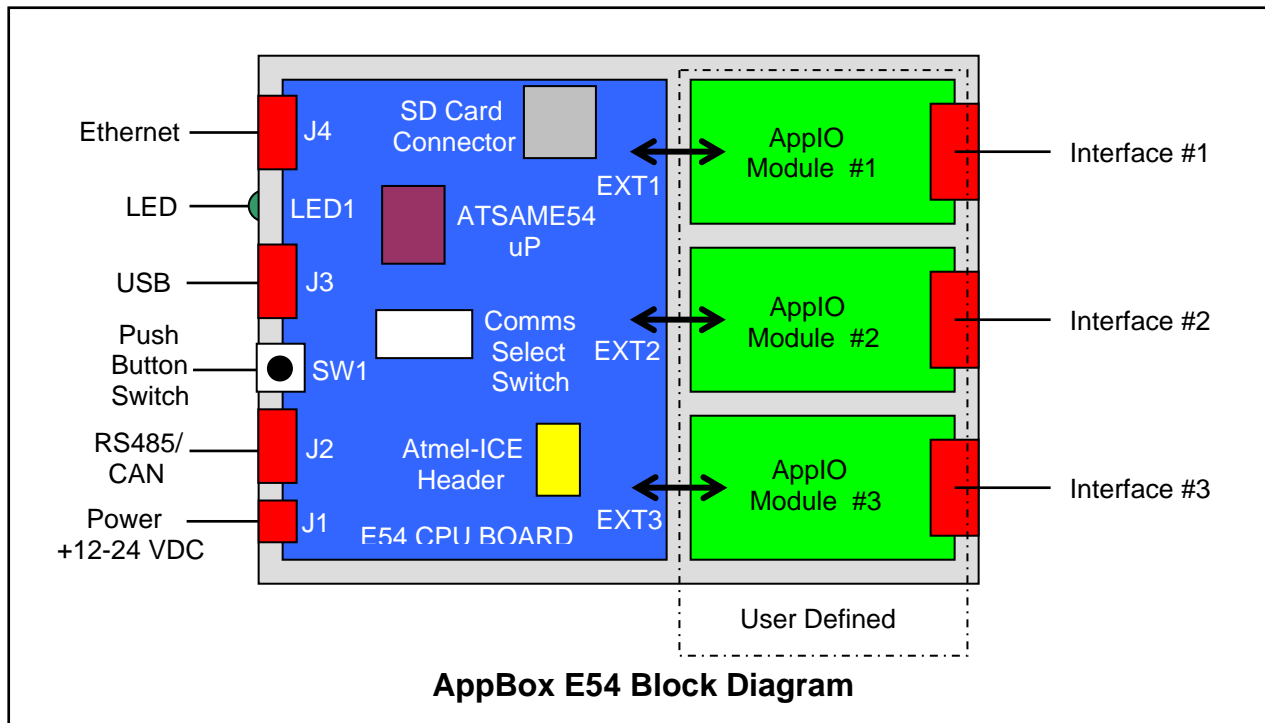 Ethernet
LED
USB
Push
Button
Switch
RS485/
CAN
Power
+12-24 VDC
J4
LED1
J3
SW1
J2
J1
SD Card
Connector
ATSAME54
uP
Comms
Select
Switch
Atmel-ICE
Header
E54 CPU BOARD
EXT1
EXT2
EXT3
AppIO
Module #1
AppIO
Module #2
AppIO
Module #3
Interface #1
Interface #2
Interface #3
User Defined
AppBox E54 Block Diagram